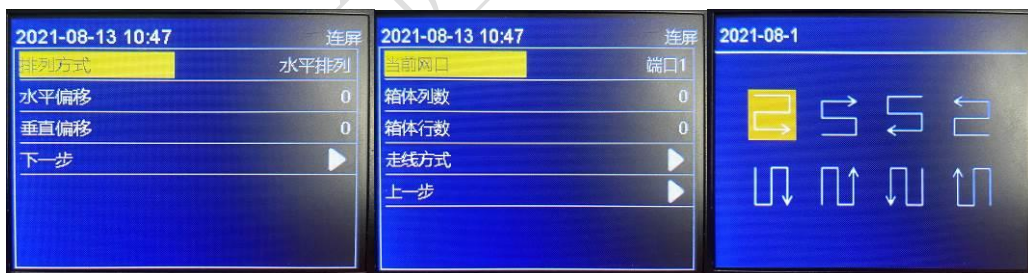 2021-08-13 10:47 连屏
排列方式 水平排列
水平偏移 0
垂直偏移 0
下一步
2021-08-13 10:47 连屏
当前网口 端口1
箱体列数 0
箱体行数 0
走线方式
上一步
2021-08-1